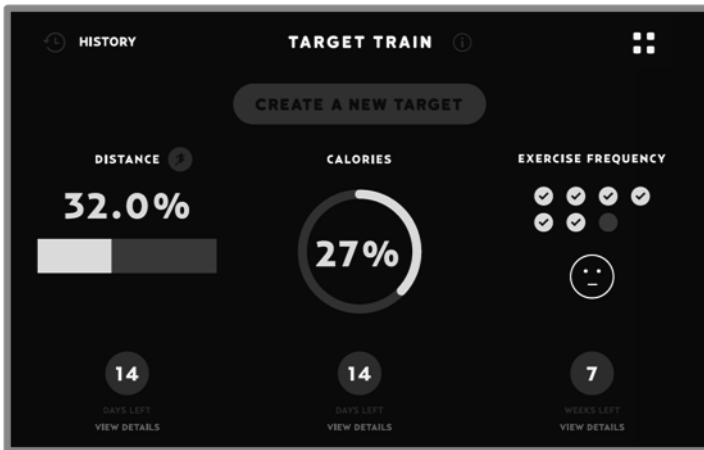 HISTORY
TARGET TRAIN
CREATE A NEW TARGET
DISTANCE
32.0%
CALORIES
27%
EXERCISE FREQUENCY
14
DAYS LEFT
VIEW DETAILS
14
DAYS LEFT
VIEW DETAILS
7
WEEKS LEFT
VIEW DETAILS